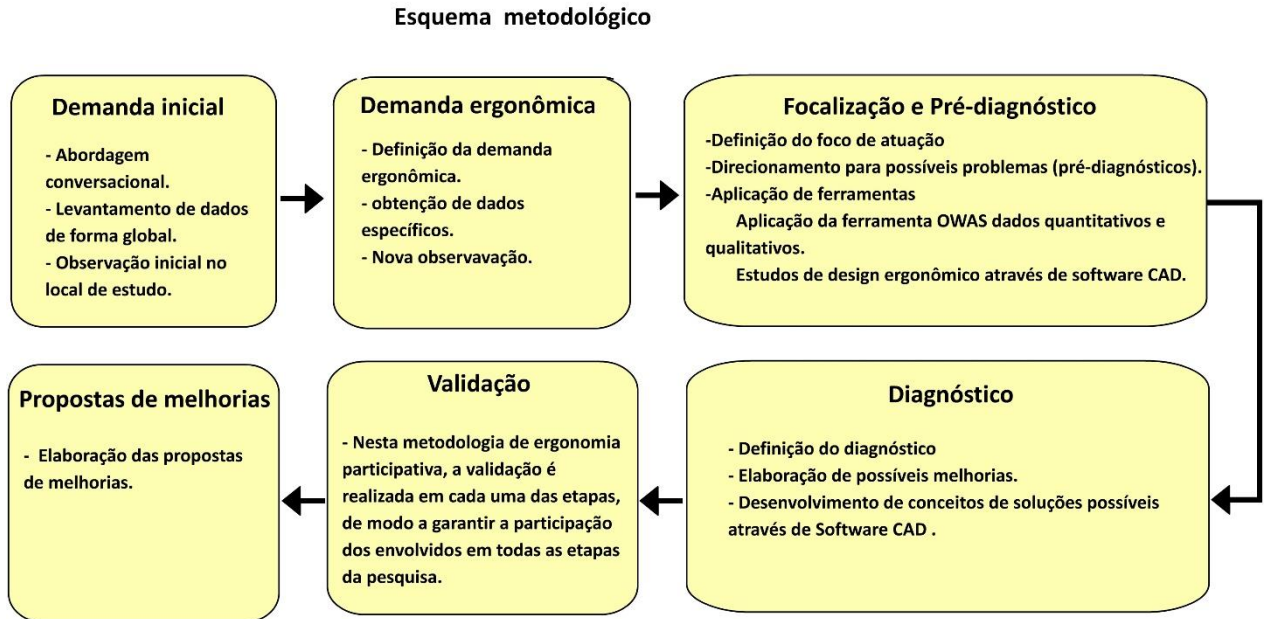 Esquema metodológico
Demanda inicial
- Abordagem
conversacional.
- Levantamento de dados
de forma global.
- Observação inicial no
local de estudo.
Demanda ergonômica
- Definição da demanda
ergonômica.
- obtenção de dados
específicos.
- Nova observavação.
Focalização e Pré-diagnóstico
-Definição do foco de atuação
-Direcionamento para possíveis problemas (pré-diagnósticos).
-Aplicação de ferramentas
Aplicação da ferramenta OWAS dados quantitativos e
qualitativos.
Estudos de design ergonômico através de software CAD.
Diagnóstico
- Definição do diagnóstico
- Elaboração de possíveis melhorias.
- Desenvolvimento de conceitos de soluções possíveis
através de Software CAD .
Validação
- Nesta metodologia de ergonomia
participativa, a validação é
realizada em cada uma das etapas,
de modo a garantir a participação
dos envolvidos em todas as etapas
da pesquisa.
Propostas de melhorias
- Elaboração das propostas
de melhorias.